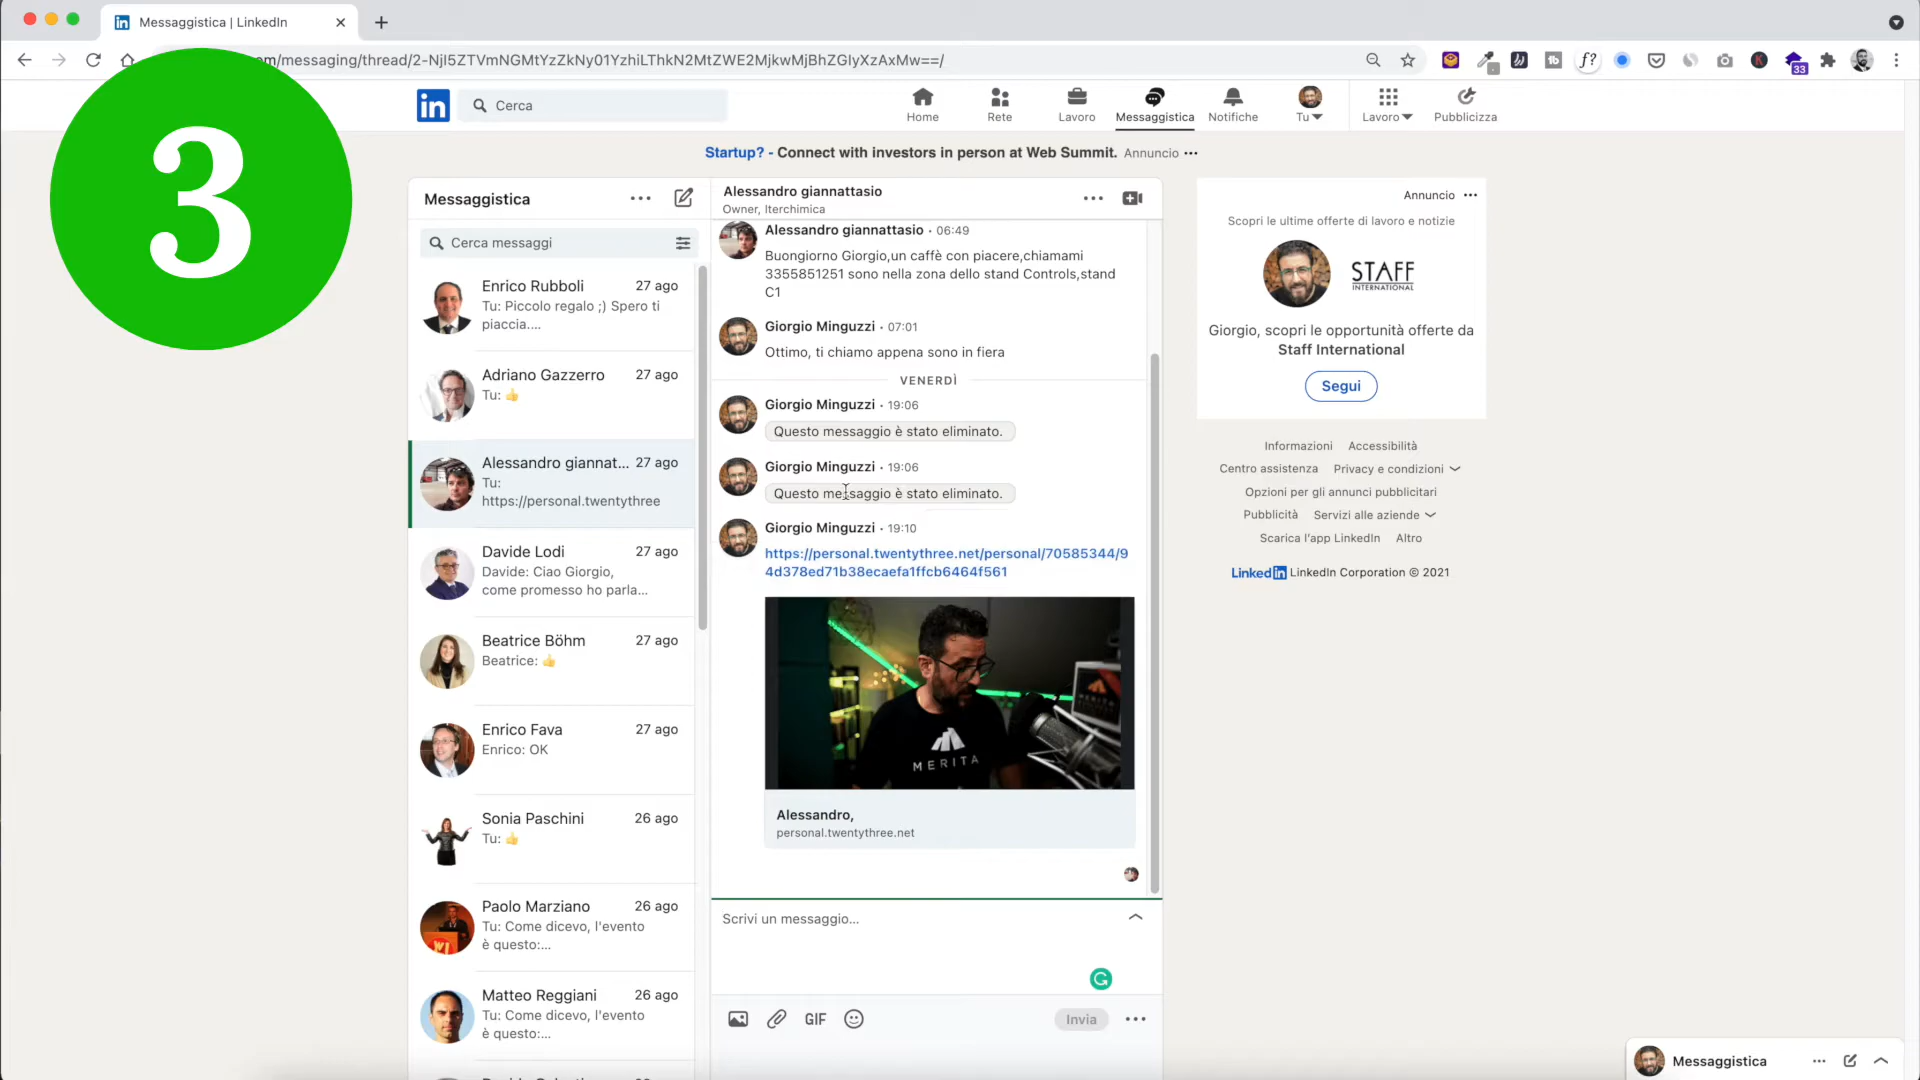 Messaggistica | LinkedIn
om/messaging/thread/2-NjI5ZTVmNGMtYzZkNy01YzhiLThkN2MtZWE2MjkwMjBhZGIyXzAxMw==/
33
3
in
Cerca
Home
Rete
Lavoro
Messaggistica
Notifiche
Tu
Lavoro
Pubblicizza
Startup? - Connect with investors in person at Web Summit. Annuncio
Messaggistica
Cerca messaggi
Enrico Rubboli 27 ago
Tu: Piccolo regalo ;) Spero ti
piaccia....
Adriano Gazzerro 27 ago
Tu: 👍
Alessandro giannat... 27 ago
Tu:
https://personal.twentythree
Davide Lodi 27 ago
Davide: Ciao Giorgio,
come promesso ho parla...
Beatrice Böhm 27 ago
Beatrice: 👍
Enrico Fava 27 ago
Enrico: OK
Sonia Paschini 26 ago
Tu: 👍
Paolo Marziano 26 ago
Tu: Come dicevo, l'evento
è questo:...
Matteo Reggiani 26 ago
Tu: Come dicevo, l'evento
è questo:...
Alessandro giannattasio
Owner, Iterchimica
Alessandro giannattasio • 06:49
Buongiorno Giorgio,un caffè con piacere,chiamami
3355851251 sono nella zona dello stand Controls,stand
C1
Giorgio Minguzzi • 07:01
Ottimo, ti chiamo appena sono in fiera
VENERDÌ
Giorgio Minguzzi • 19:06
Questo messaggio è stato eliminato.
Giorgio Minguzzi • 19:06
Questo messaggio è stato eliminato.
Giorgio Minguzzi • 19:10
https://personal.twentythree.net/personal/70585344/9
4d378ed71b38ecaefa1ffcb6464f561
MERITA
Alessandro,
personal.twentythree.net
Scrivi un messaggio...
GIF
Invia
Annuncio
Scopri le ultime offerte di lavoro e notizie
STAFF
INTERNATIONAL
Giorgio, scopri le opportunità offerte da
Staff International
Segui
Informazioni Accessibilità
Centro assistenza Privacy e condizioni
Opzioni per gli annunci pubblicitari
Pubblicità Servizi alle aziende
Scarica l'app LinkedIn Altro
LinkedIn LinkedIn Corporation © 2021
Messaggistica